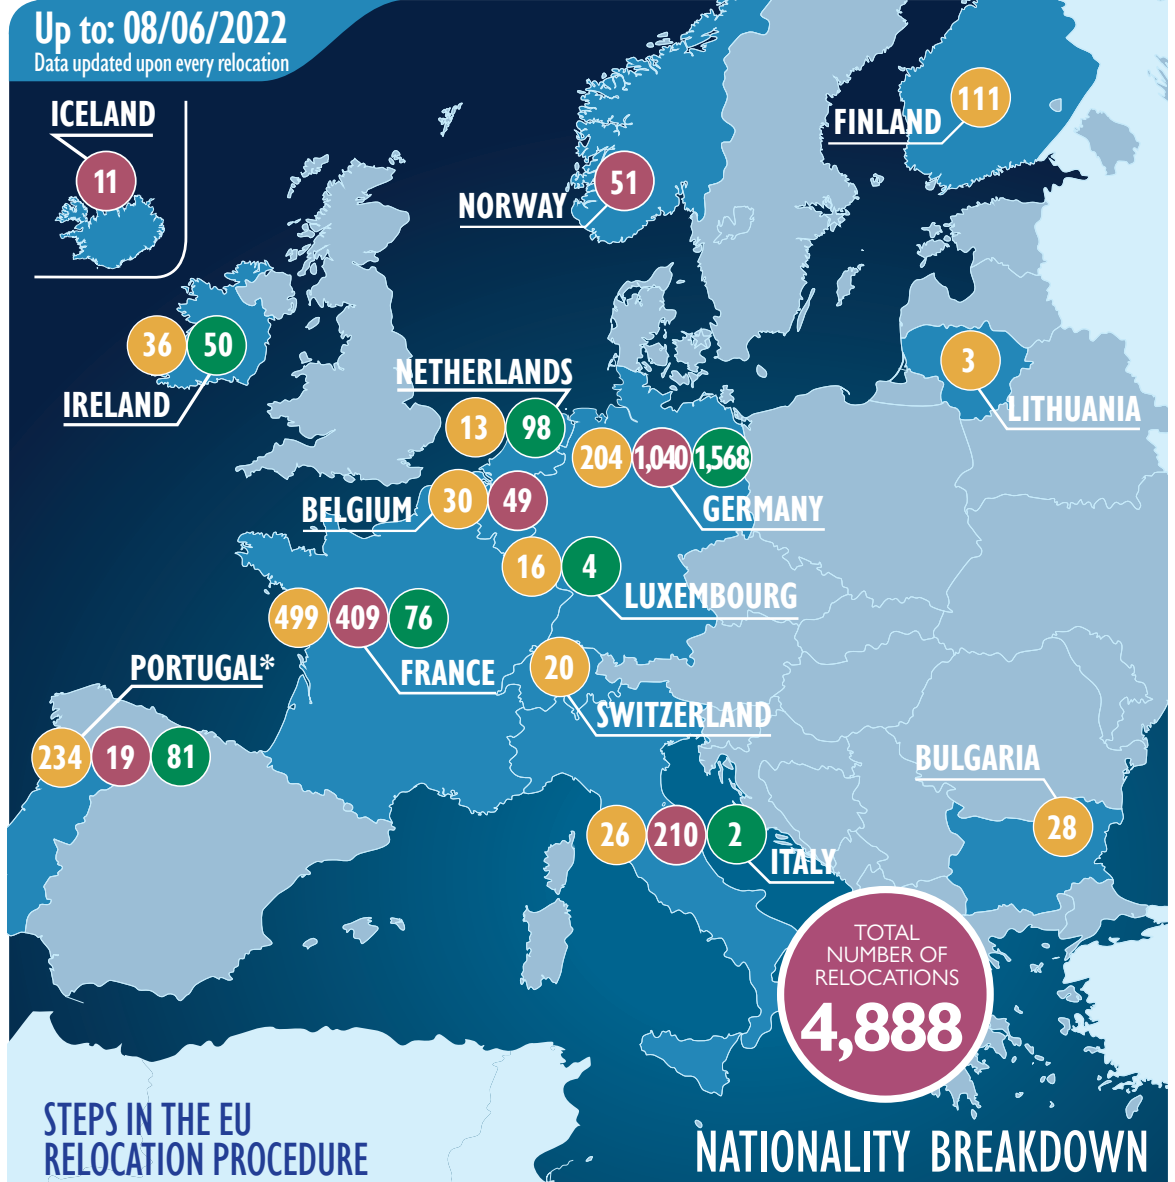 Up to: 08/06/2022
Data updated upon every relocation
ICELAND
11
FINLAND
111
NORWAY
51
36 50
IRELAND
NETHERLANDS
13 98
3
LITHUANIA
204 1,040 1,568
GERMANY
BELGIUM
30 49
16 4
LUXEMBOURG
499 409 76
FRANCE
PORTUGAL*
234 19 81
20
SWITZERLAND
BULGARIA
28
26 210 2
ITALY
TOTAL
NUMBER OF
RELOCATIONS
4,888
STEPS IN THE EU
RELOCATION PROCEDURE
NATIONALITY BREAKDOWN